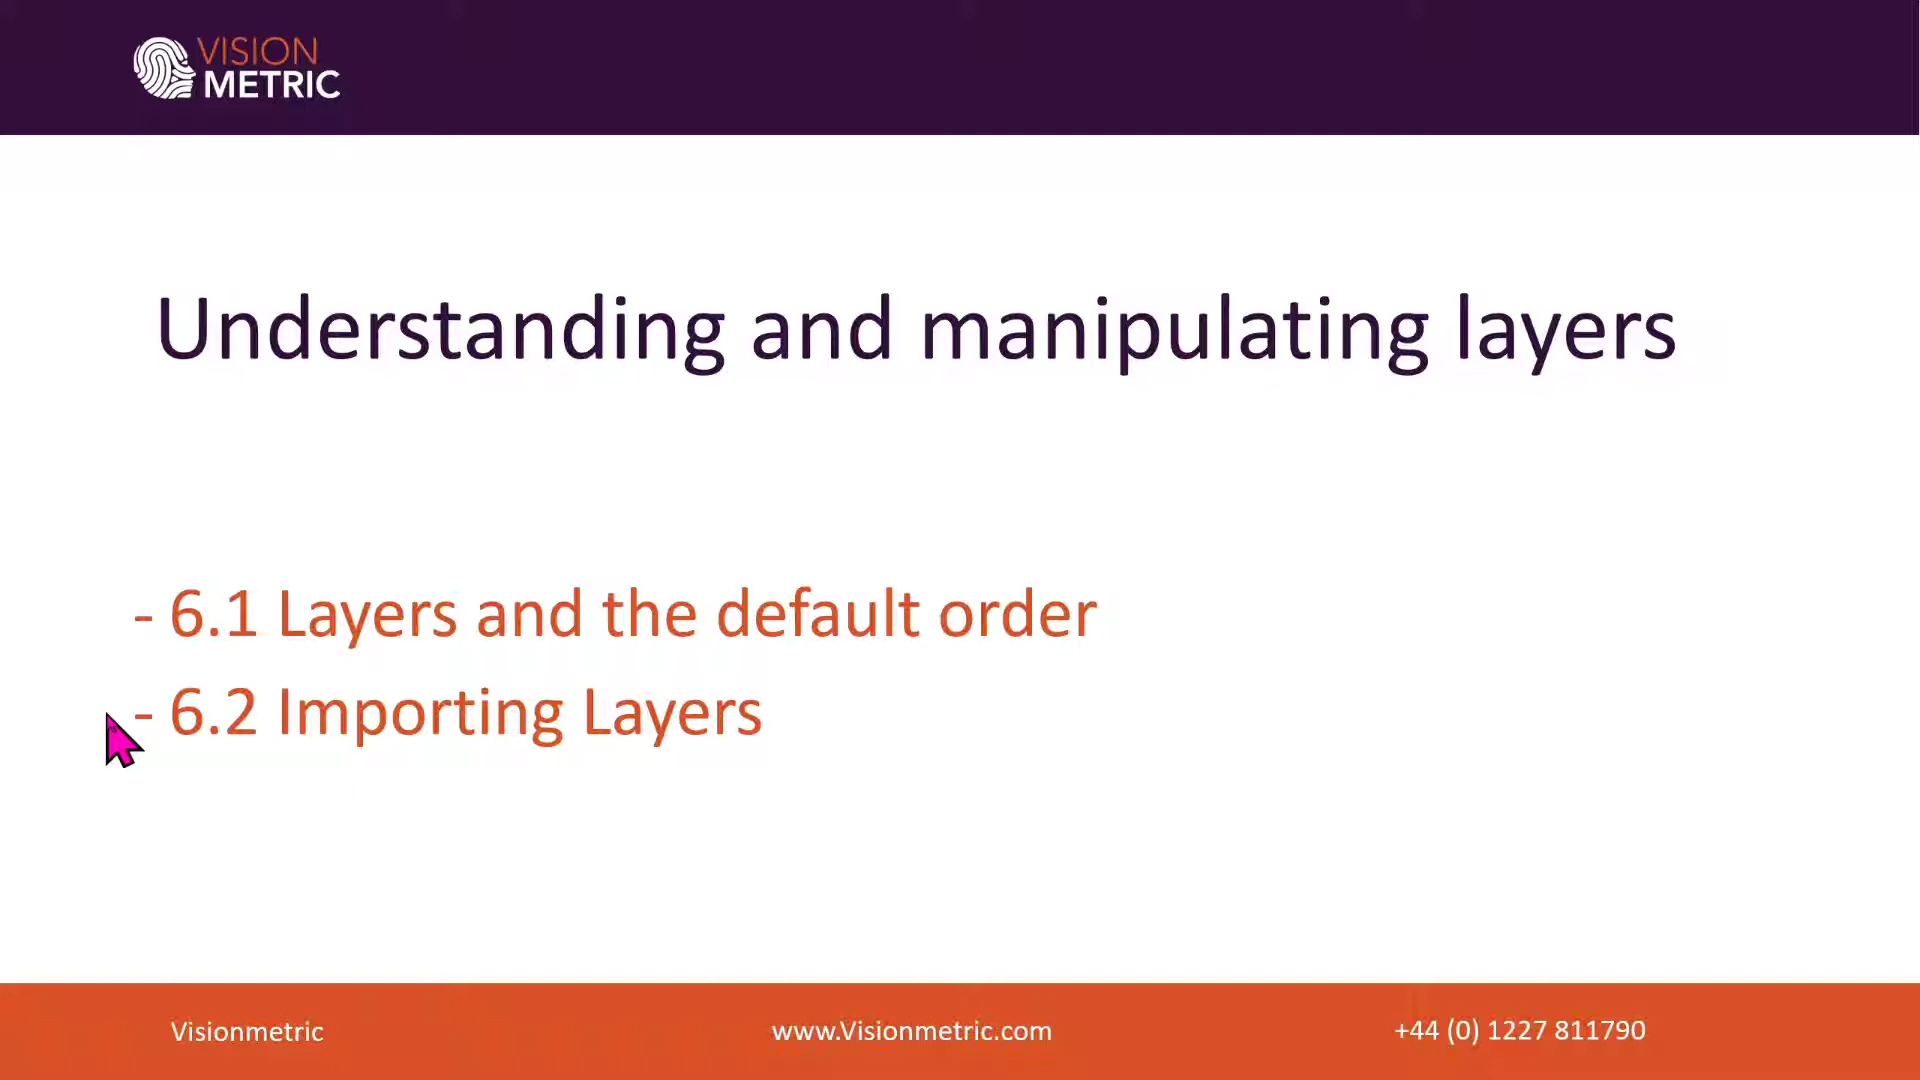 VISION
METRIC
Understanding and manipulating layers
- 6.1 Layers and the default order
- 6.2 Importing Layers
Visionmetric
www.Visionmetric.com
+44 (0) 1227 811790